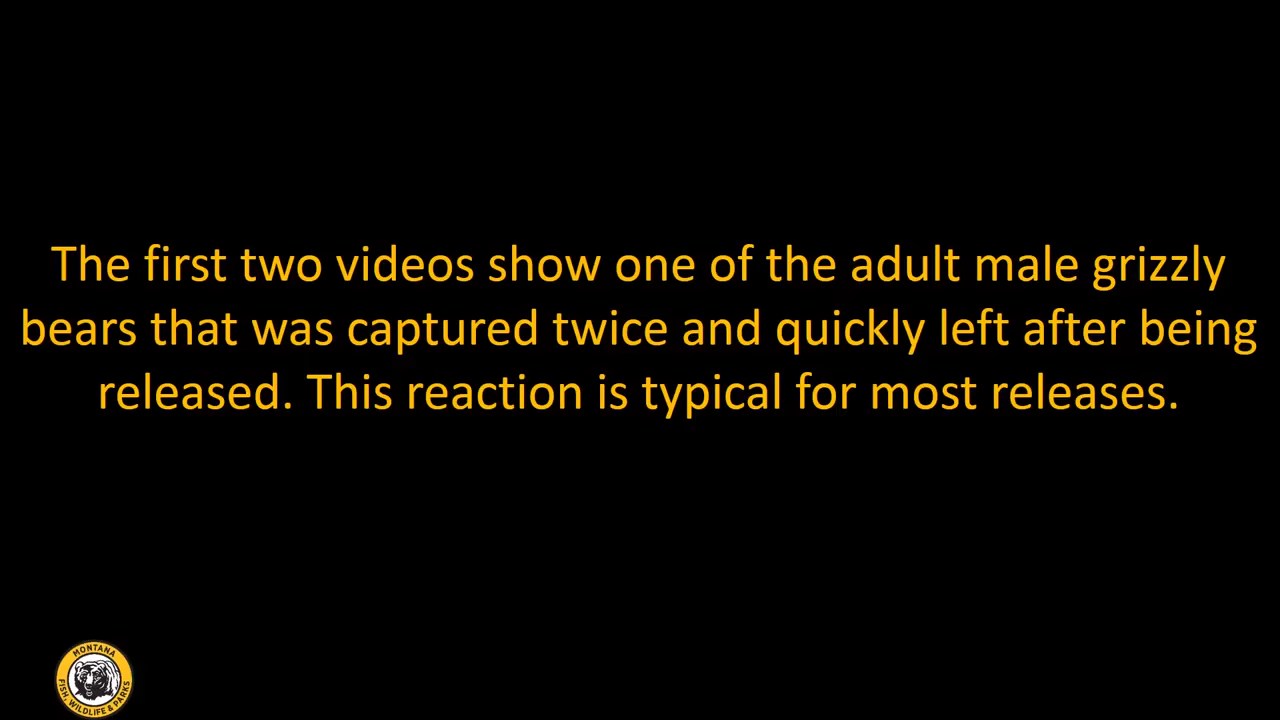 The first two videos show one of the adult male grizzly
bears that was captured twice and quickly left after being
released. This reaction is typical for most releases.
MONTANA
FISH, WILDLIFE & PARKS